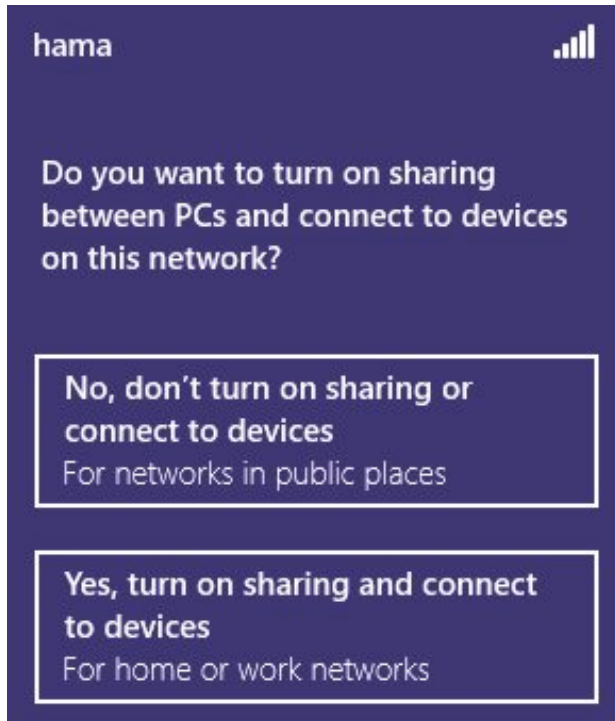 hama
Do you want to turn on sharing
between PCs and connect to devices
on this network?
No, don’t turn on sharing or
connect to devices
For networks in public places
Yes, turn on sharing and connect
to devices
For home or work networks